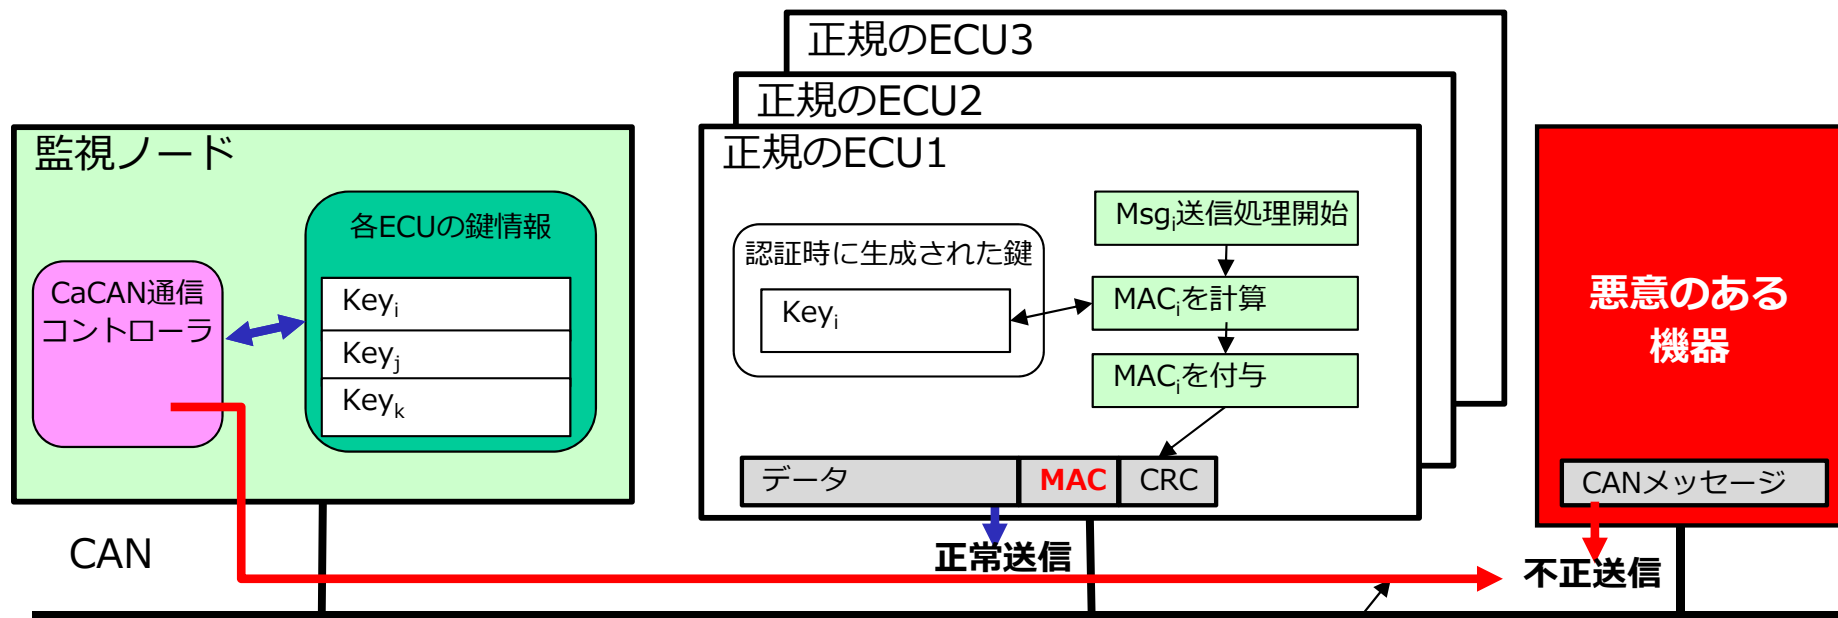 正規のECU3
正規のECU2
正規のECU1
監視ノード
各ECUの鍵情報
CaCAN通信
コントローラ
Keyi
Keyj
Keyk
認証時に生成された鍵
Keyi
Msgi送信処理開始
MACiを計算
MACiを付与
データ
MAC
CRC
正常送信
悪意のある
機器
CANメッセージ
不正送信
CAN